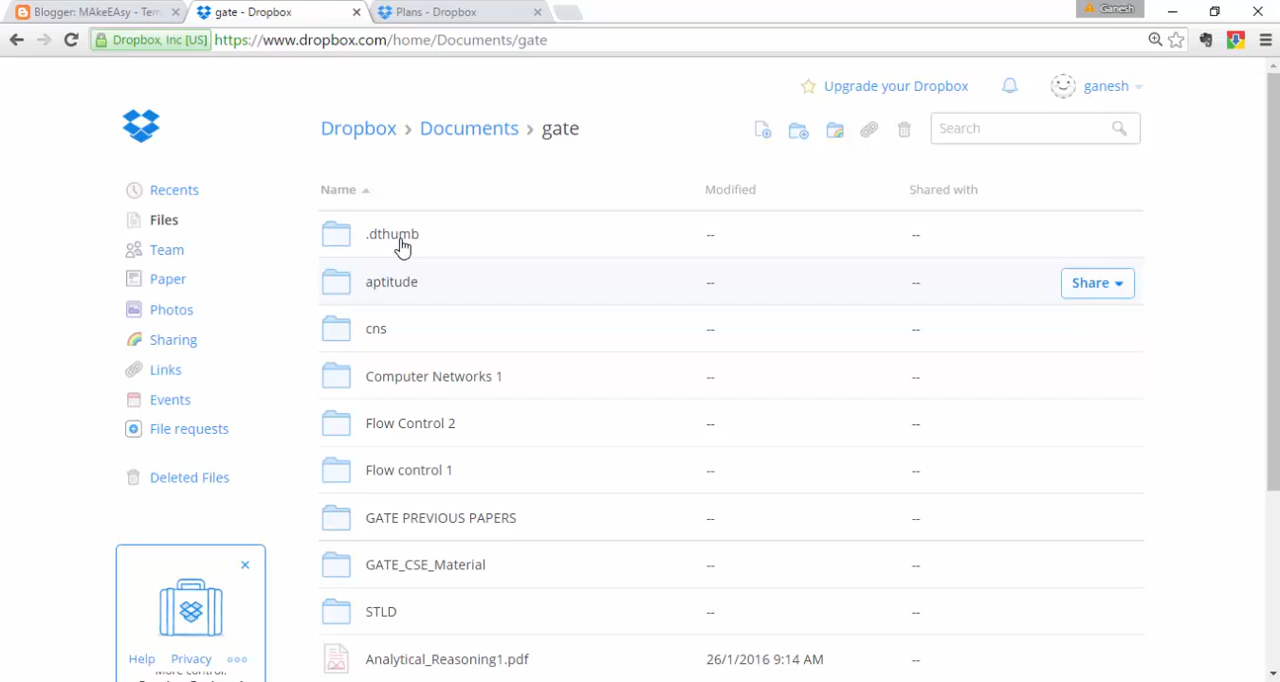 Blogger: MAkeEAsy - Tem
gate - Dropbox
Plans - Dropbox
Ganesh
Dropbox, Inc [US] https://www.dropbox.com/home/Documents/gate
Upgrade your Dropbox
ganesh
Dropbox › Documents › gate
Search
Name Modified Shared with
Recents
Files
Team
Paper
Photos
Sharing
Links
Events
File requests
Deleted Files
.dthumb -- --
aptitude -- -- Share
cns -- --
Computer Networks 1 -- --
Flow Control 2 -- --
Flow control 1 -- --
GATE PREVIOUS PAPERS -- --
GATE_CSE_Material -- --
STLD -- --
Analytical_Reasoning1.pdf 26/1/2016 9:14 AM --
Help Privacy